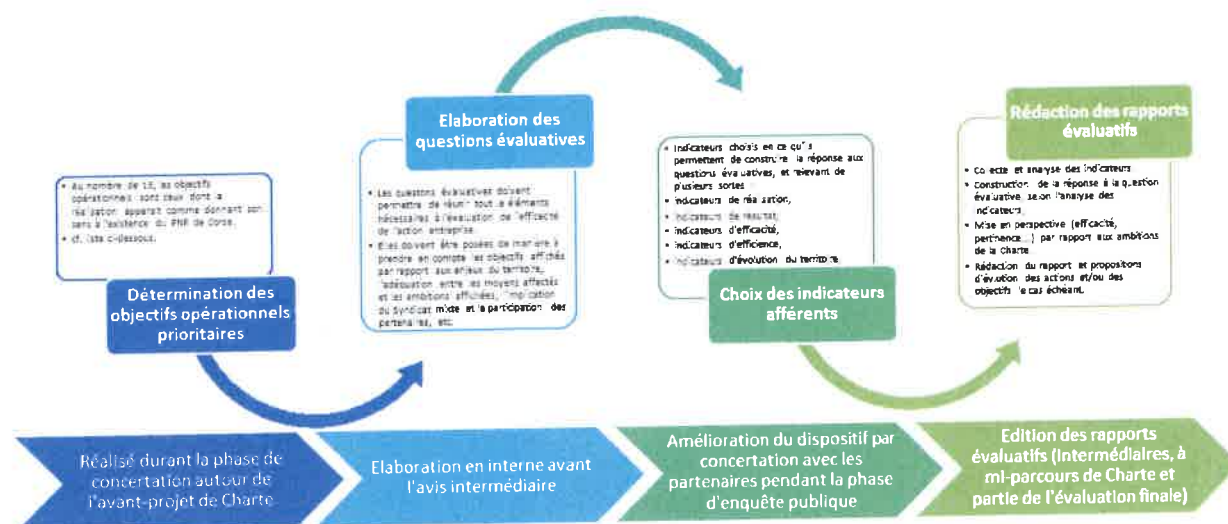 • Au nombre de 15, les objectifs
opérationnels sont ceux dont la
réalisation apparaît comme donnant son
sens à l'existence du PNR de Corse.
• cf. liste ci-dessous.
Détermination des
objectifs opérationnels
prioritaires
Elaboration des
questions évaluatives
• Les questions évaluatives doivent
permettre de réunir tout le éléments
nécessaires à l'évaluation de l'efficacité
de l'action entreprise.
• Elles doivent être posées de manière à
prendre en compte les objectifs affichés
par rapport aux enjeux du territoire,
l'adéquation entre les moyens affectés
et les ambitions affichées, l'implication
du Syndicat mixte et la participation des
partenaires, etc.
• Indicateurs choisis en ce qu'ils
permettent de construire la réponse aux
questions évaluatives, et relevant de
plusieurs sortes
• indicateurs de réalisation,
• indicateurs de résultat,
• indicateurs d'efficacité,
• indicateurs d'efficience,
• indicateurs d'évolution du territoire
Choix des indicateurs
afférents
Rédaction des rapports
évaluatifs
• Collecte et analyse des indicateurs
• Construction de la réponse à la question
évaluative, selon l'analyse des
indicateurs,
• Mise en perspective (efficacité,
pertinence...) par rapport aux ambitions
de la Charte
• Rédaction du rapport et propositions
d'évolution des actions et/ou des
objectifs le cas échéant.
Réalisé durant la phase de
concertation autour de
l'avant-projet de Charte
Elaboration en interne avant
l'avis intermédiaire
Amélioration du dispositif par
concertation avec les
partenaires pendant la phase
d'enquête publique
Edition des rapports
évaluatifs (intermédiaires, à
mi-parcours de Charte et
partie de l'évaluation finale)